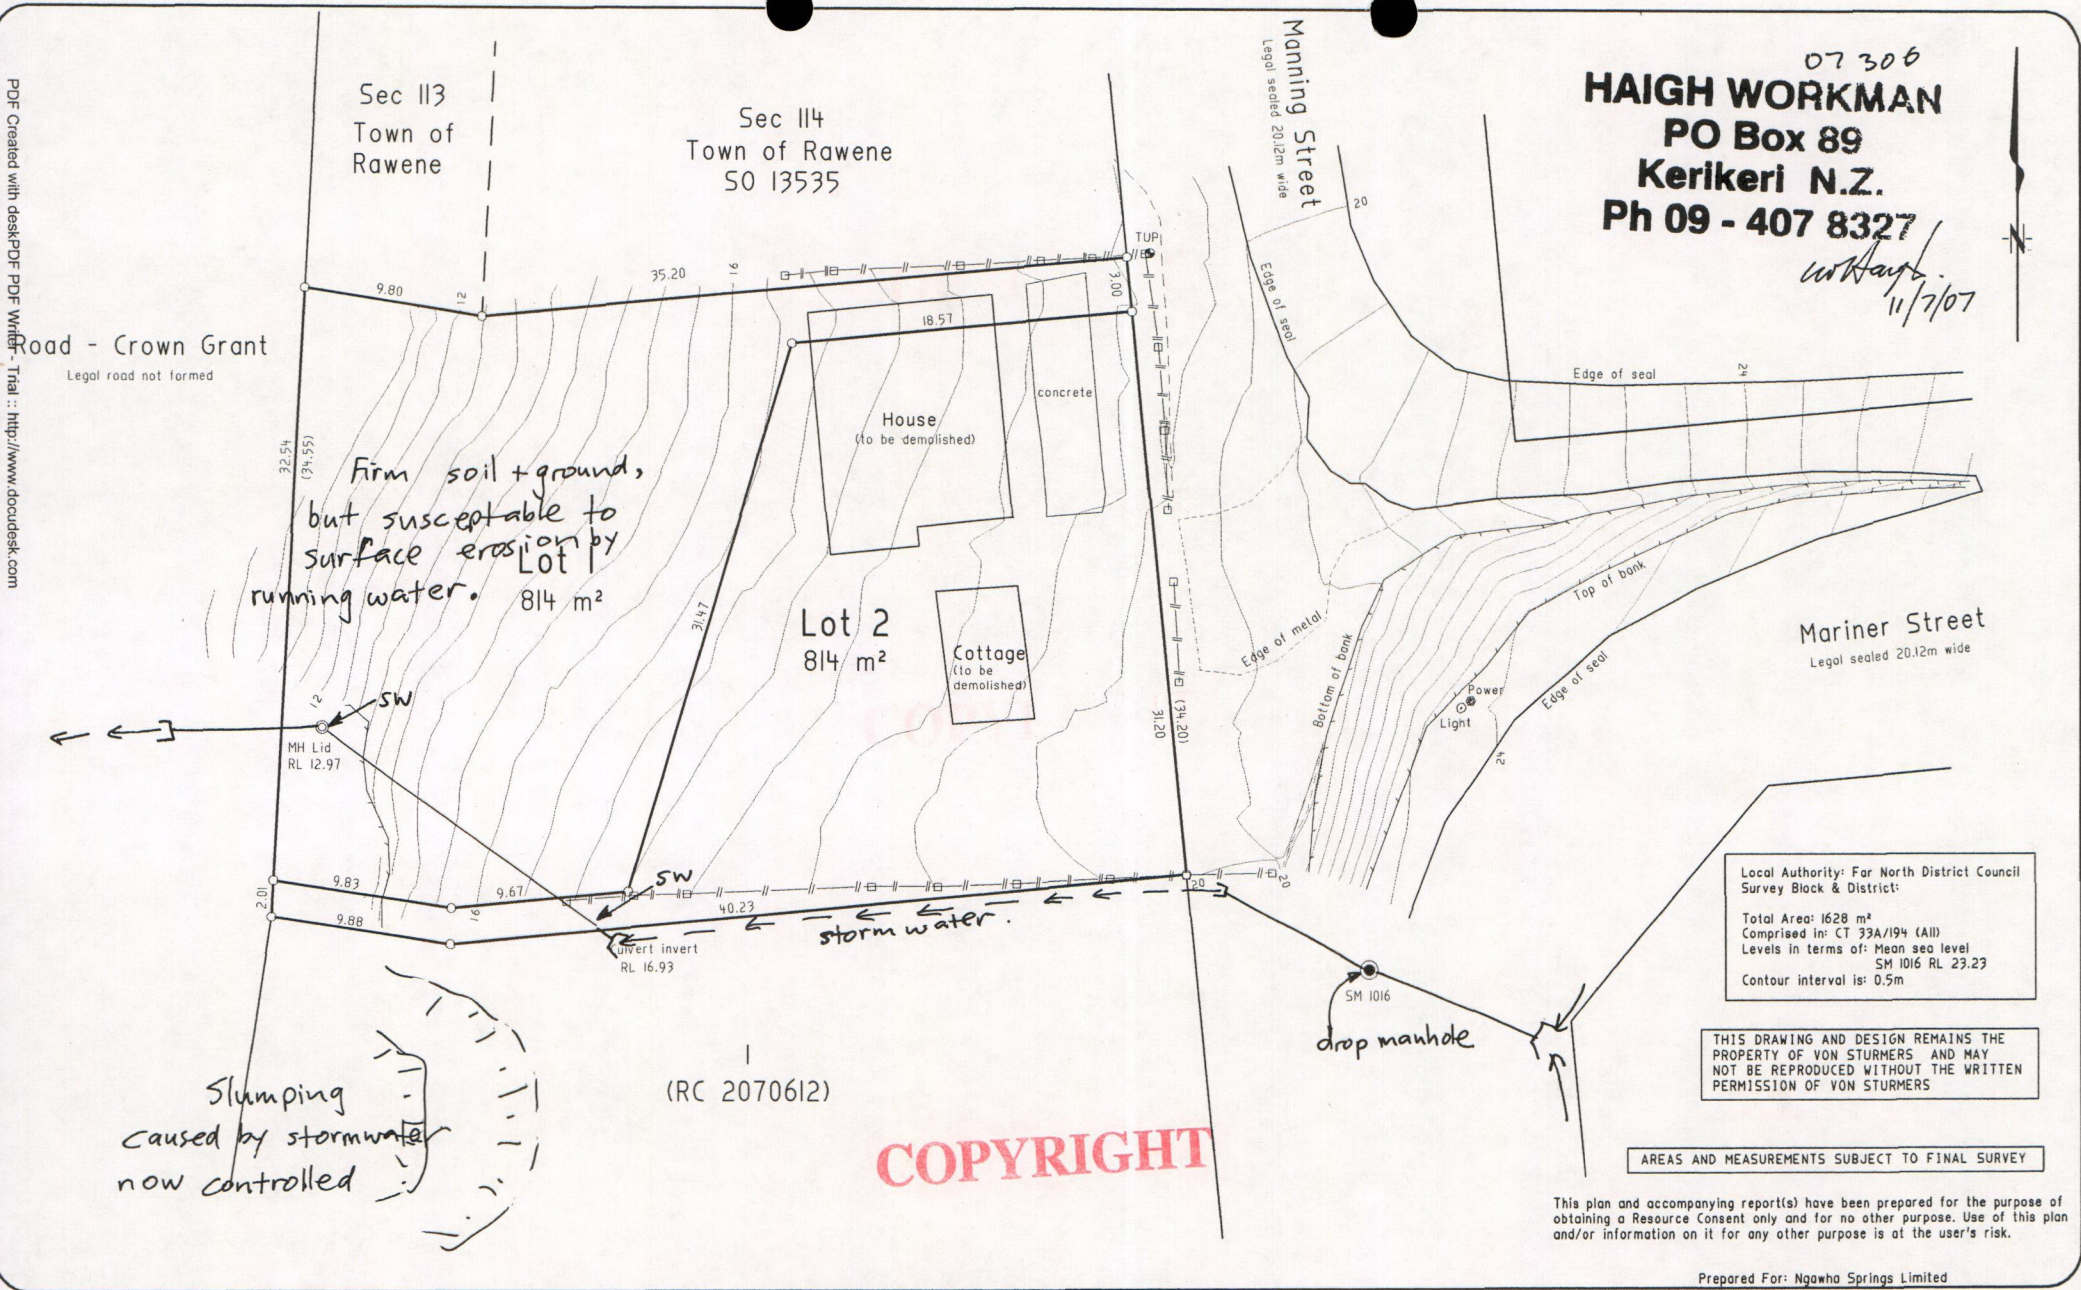 PDF Created with deskPDF PDF Writer - Trial :: http://www.docudesk.com
07 306
HAIGH WORKMAN
PO Box 89
Kerikeri N.Z.
Ph 09 - 407 8327
11/7/07
N
Sec 113
Town of
Rawene
Sec 114
Town of Rawene
SO 13535
Manning Street
Legal sealed 20.12m wide
20
TUP
Edge of seal
Edge of seal
24
Road - Crown Grant
Legal road not formed
9.80
12
35.20
16
3.00
18.57
concrete
House
(to be demolished)
32.54
(34.55)
Firm soil + ground,
but susceptable to
surface erosion by
running water.
Lot 1
814 m²
31.47
Lot 2
814 m²
Cottage
(to be
demolished)
31.20
(34.20)
Edge of metal
Bottom of bank
Top of bank
Edge of seal
Mariner Street
Legal sealed 20.12m wide
Power
Light
24
12
SW
MH Lid
RL 12.97
COPY
SW
2.01
9.83
9.67
9.88
16
40.23
20
20
stormwater.
Culvert invert
RL 16.93
SM 1016
drop manhole
Slumping
caused by stormwater
now controlled
1
(RC 2070612)
COPYRIGHT
Local Authority: Far North District Council
Survey Block & District:
Total Area: 1628 m²
Comprised in: CT 33A/194 (All)
Levels in terms of: Mean sea level
SM 1016 RL 23.23
Contour interval is: 0.5m
THIS DRAWING AND DESIGN REMAINS THE
PROPERTY OF VON STURMERS AND MAY
NOT BE REPRODUCED WITHOUT THE WRITTEN
PERMISSION OF VON STURMERS
AREAS AND MEASUREMENTS SUBJECT TO FINAL SURVEY
This plan and accompanying report(s) have been prepared for the purpose of
obtaining a Resource Consent only and for no other purpose. Use of this plan
and/or information on it for any other purpose is at the user's risk.
Prepared For: Ngawha Springs Limited